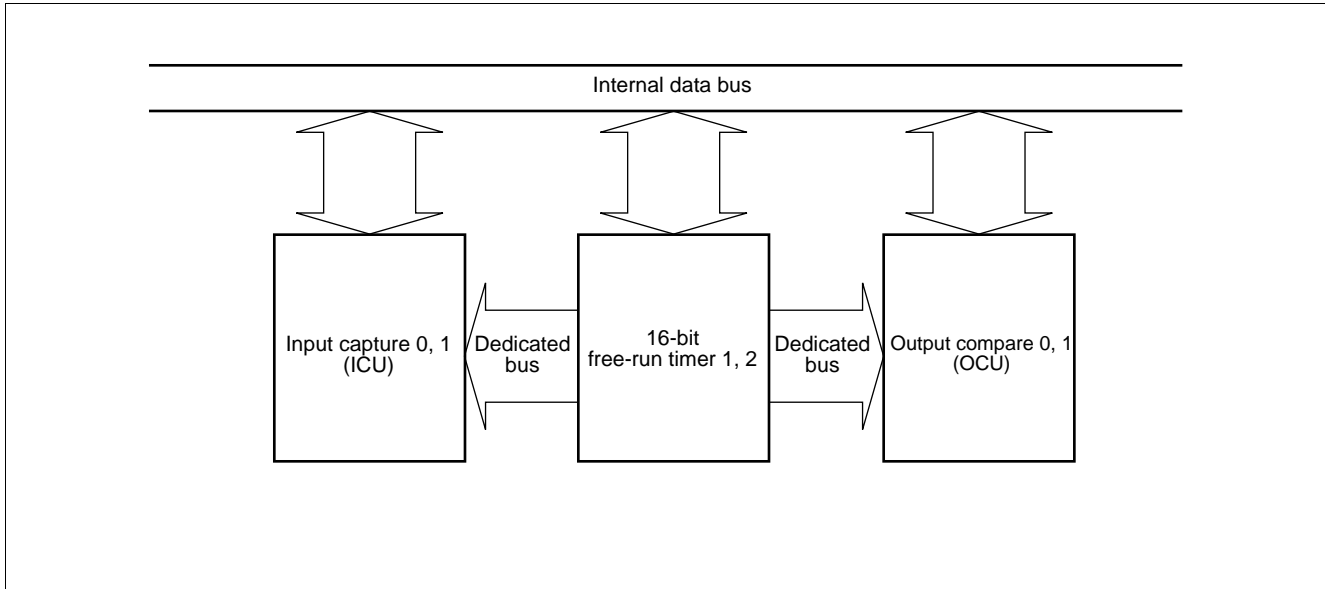 Internal data bus
Input capture 0, 1
(ICU)
Dedicated
bus
16-bit
free-run timer 1, 2
Dedicated
bus
Output compare 0, 1
(OCU)